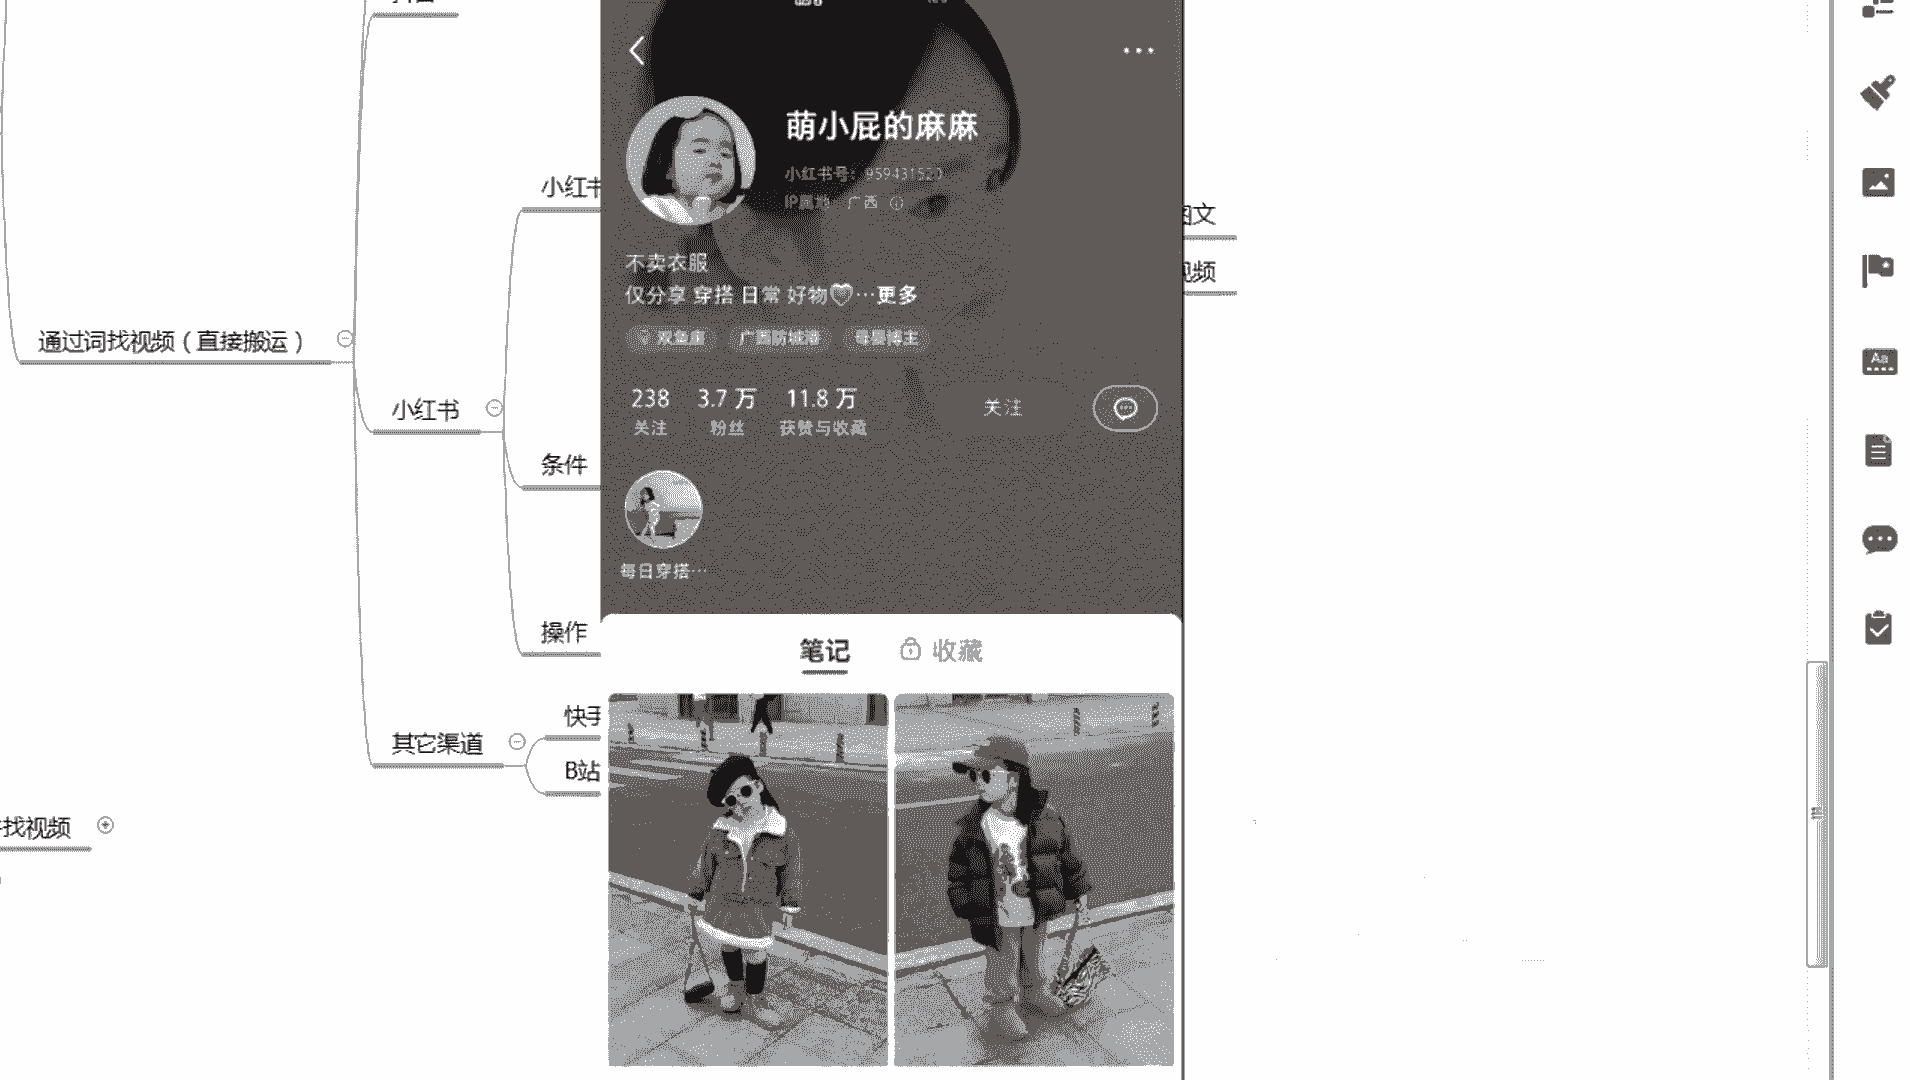 通过词找视频（直接搬运）
找视频
小红书
其它渠道
小红书
条件
操作
快手
B站
萌小屁的麻麻
小红书号：959431520
IP属地：广西
不卖衣服
仅分享 穿搭 日常 好物…更多
双鱼座
广西防城港
母婴博主
238
关注
3.7万
粉丝
11.8万
获赞与收藏
关注
每日穿搭…
笔记
收藏
图文
视频
Aa